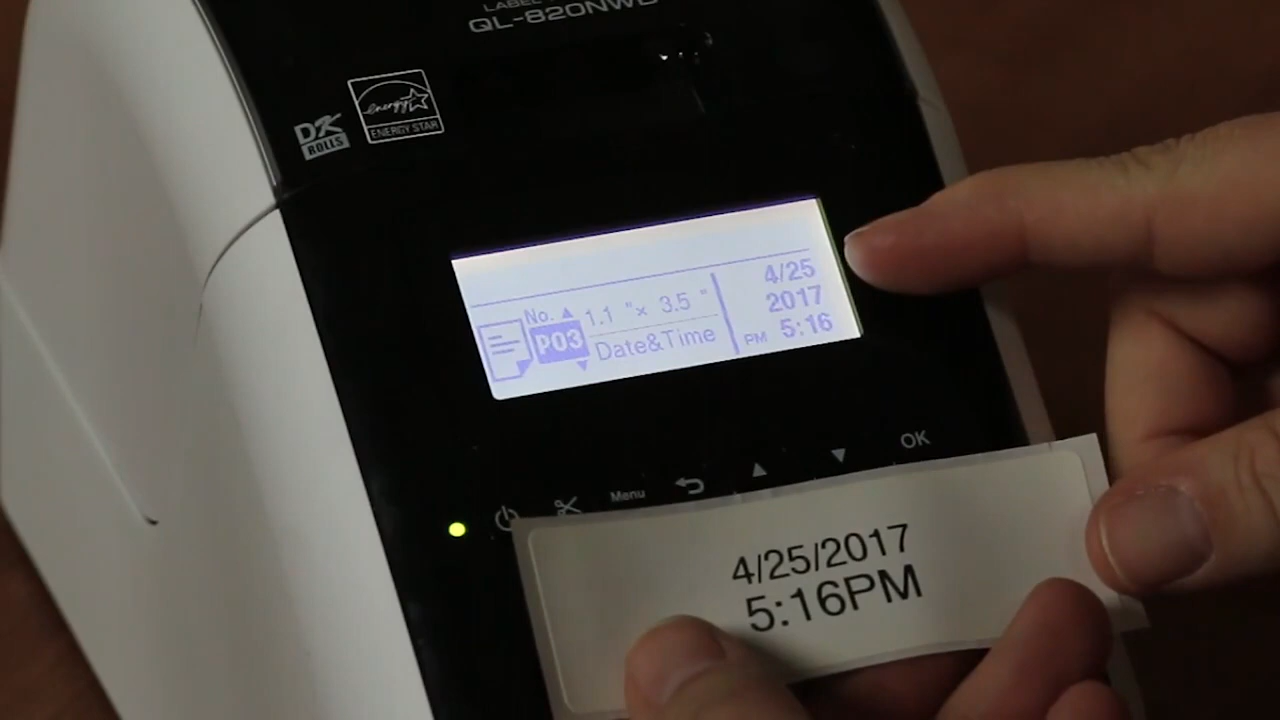 QL-820NWB
DK
ROLLS
energy
ENERGY STAR
4/25
2017
PM 5:16
No. ▲ 1.1 "× 3.5 "
P03 Date&Time
Menu
OK
4/25/2017
5:16PM